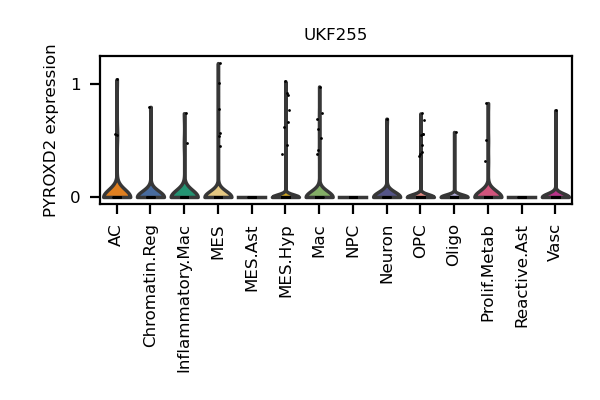 UKF255
PYROXD2 expression
1
0
AC
Chromatin.Reg
Inflammatory.Mac
MES
MES.Ast
MES.Hyp
Mac
NPC
Neuron
OPC
Oligo
Prolif.Metab
Reactive.Ast
Vasc